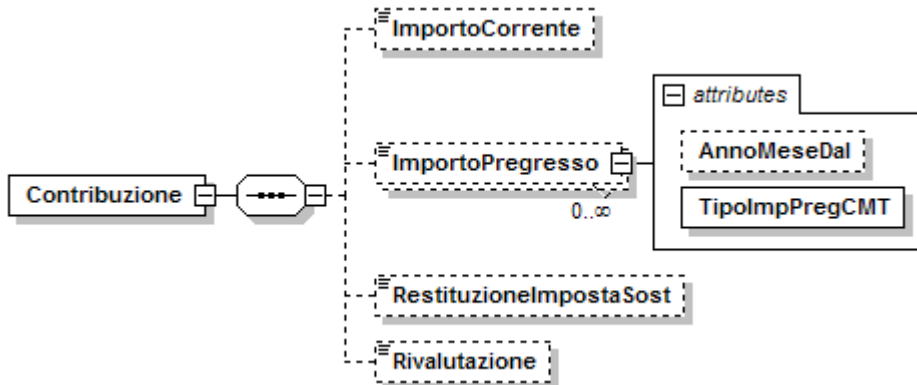 ImportoCorrente
attributes
AnnoMeseDal
ImportoPregresso
Contribuzione
TipoImpPregCMT
0..∞
RestituzioneImpostaSost
Rivalutazione